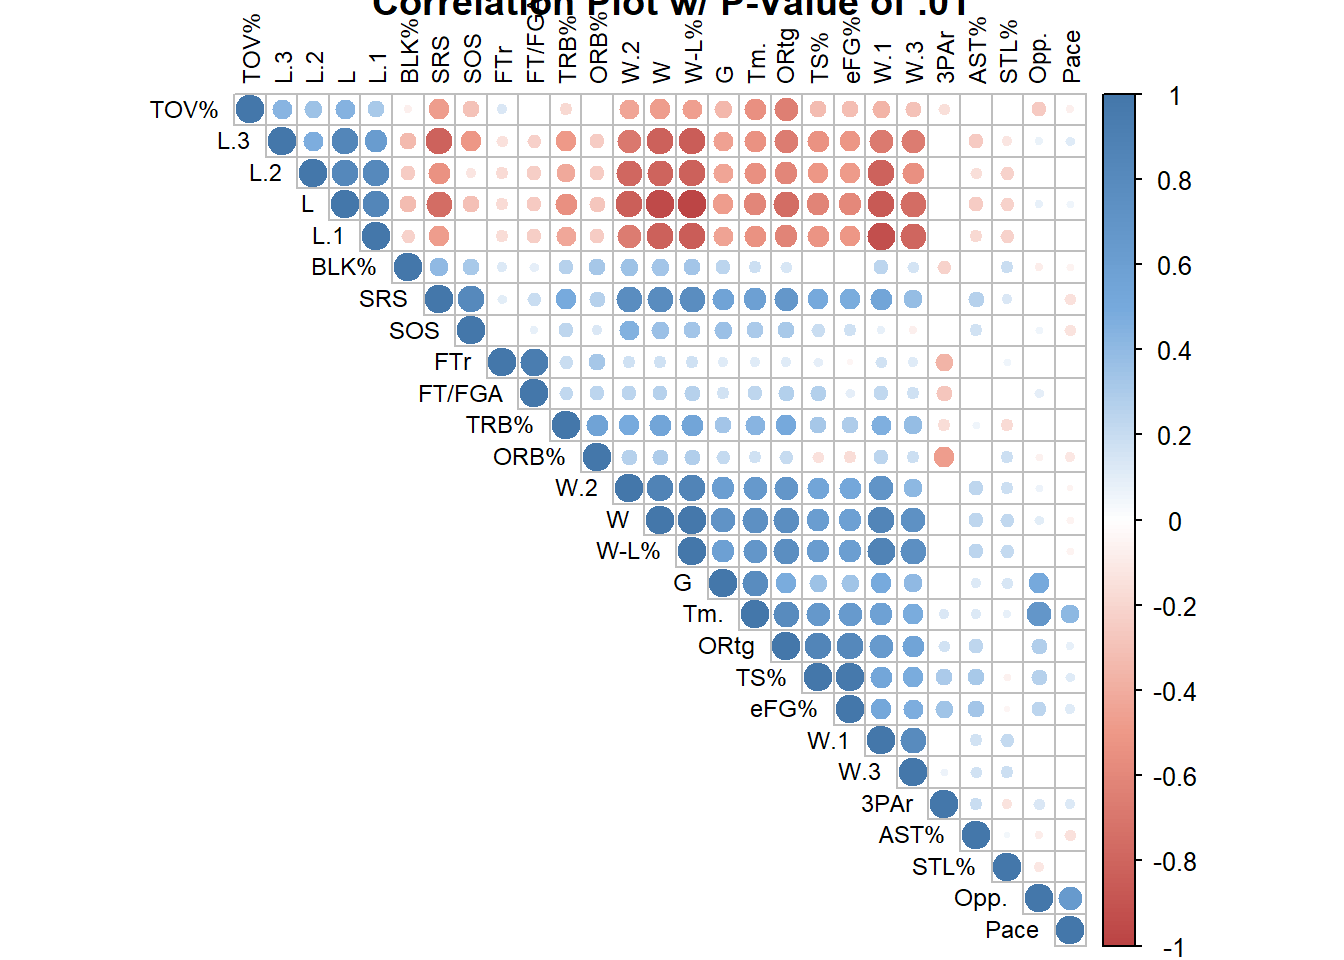 Correlation Plot w/ P-Value of .01
TOV% L.3 L.2 L L.1 BLK% SRS SOS FTr FT/FGA TRB% ORB% W.2 W W-L% G Tm. ORtg TS% eFG% W.1 W.3 3PAr AST% STL% Opp. Pace
TOV%
L.3
L.2
L
L.1
BLK%
SRS
SOS
FTr
FT/FGA
TRB%
ORB%
W.2
W
W-L%
G
Tm.
ORtg
TS%
eFG%
W.1
W.3
3PAr
AST%
STL%
Opp.
Pace
1
0.8
0.6
0.4
0.2
0
-0.2
-0.4
-0.6
-0.8
-1